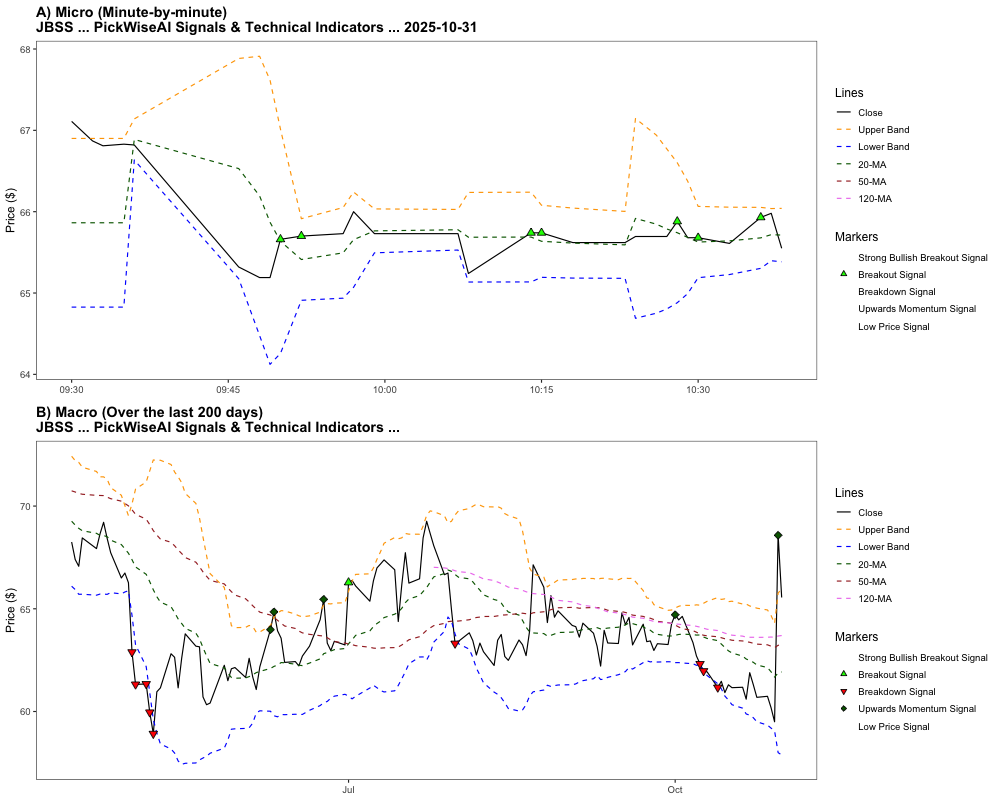 A) Micro (Minute-by-minute)
JBSS ... PickWiseAI Signals & Technical Indicators ... 2025-10-31
Price ($)
68
67
66
65
64
09:30
09:45
10:00
10:15
10:30
Lines
Close
Upper Band
Lower Band
20-MA
50-MA
120-MA
Markers
Strong Bullish Breakout Signal
Breakout Signal
Breakdown Signal
Upwards Momentum Signal
Low Price Signal
B) Macro (Over the last 200 days)
JBSS ... PickWiseAI Signals & Technical Indicators ...
Price ($)
70
65
60
Jul
Oct
Lines
Close
Upper Band
Lower Band
20-MA
50-MA
120-MA
Markers
Strong Bullish Breakout Signal
Breakout Signal
Breakdown Signal
Upwards Momentum Signal
Low Price Signal